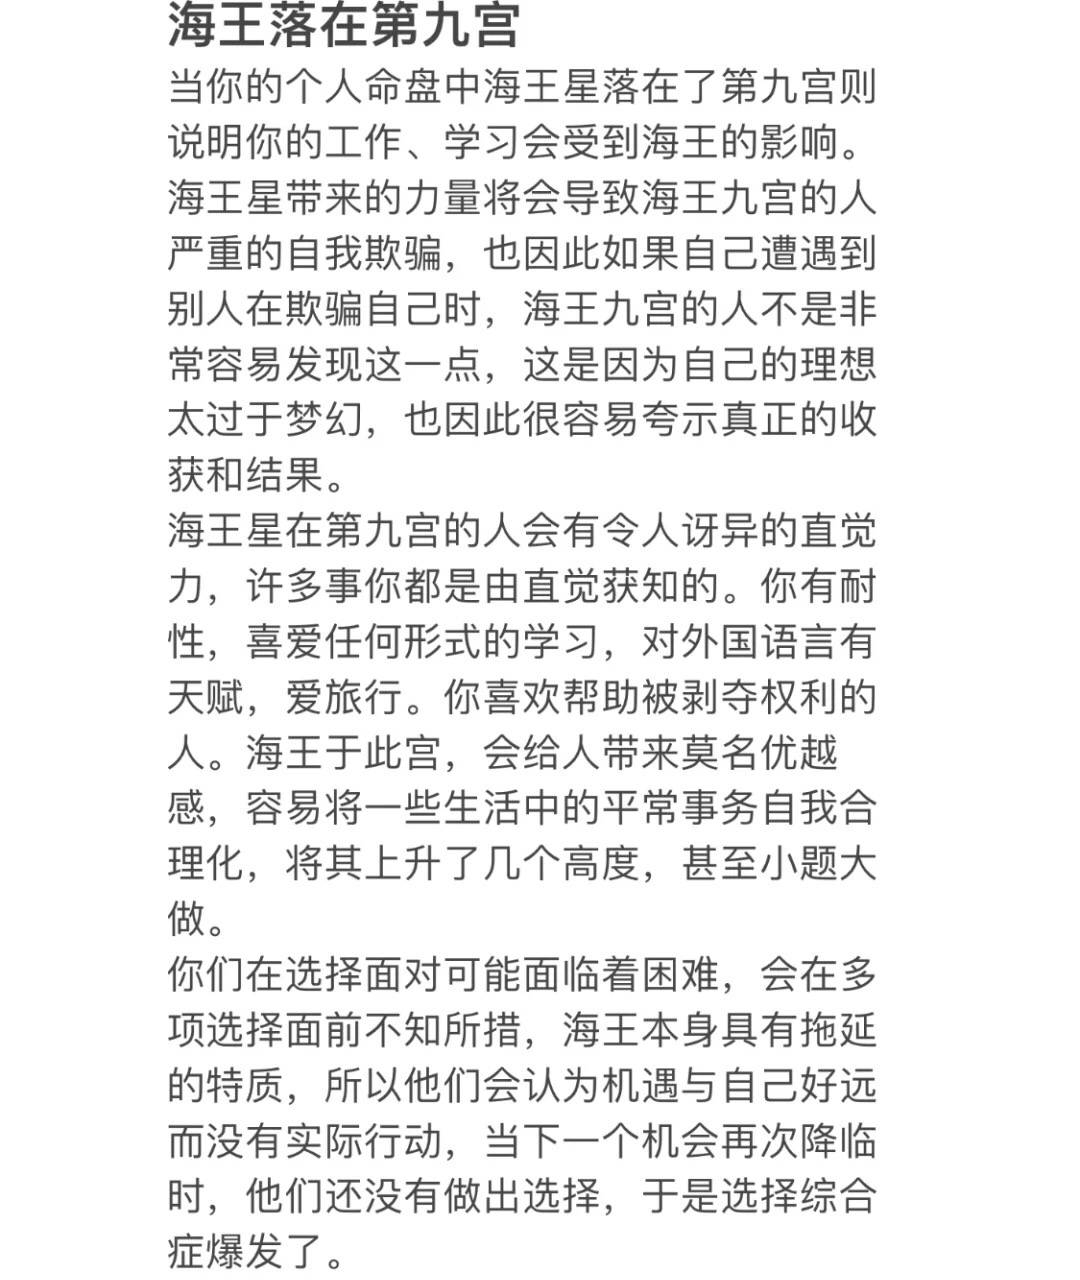 海王落在第九宫
当你的个人命盘中海王星落在了第九宫则
说明你的工作、学习会受到海王的影响。
海王星带来的力量将会导致海王九宫的人
严重的自我欺骗，也因此如果自己遭遇到
别人在欺骗自己时，海王九宫的人不是非
常容易发现这一点，这是因为自己的理想
太过于梦幻，也因此很容易夸示真正的收
获和结果。
海王星在第九宫的人会有令人讶异的直觉
力，许多事你都是由直觉获知的。你有耐
性，喜爱任何形式的学习，对外国语言有
天赋，爱旅行。你喜欢帮助被剥夺权利的
人。海王于此宫，会给人带来莫名优越
感，容易将一些生活中的平常事务自我合
理化，将其上升了几个高度，甚至小题大
做。
你们在选择面对可能面临着困难，会在多
项选择面前不知所措，海王本身具有拖延
的特质，所以他们会认为机遇与自己好远
而没有实际行动，当下一个机会再次降临
时，他们还没有做出选择，于是选择综合
症爆发了。